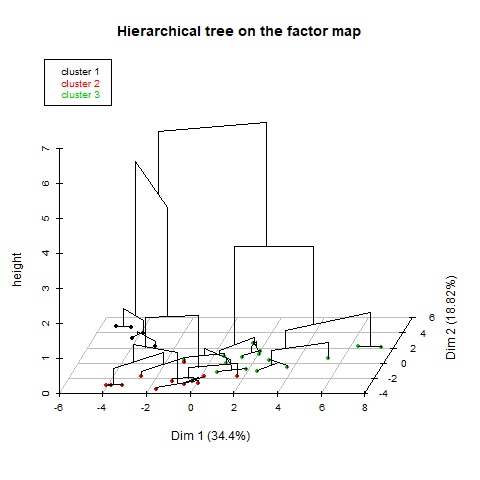 Hierarchical tree on the factor map
cluster 1
cluster 2
cluster 3
7
6
5
4
3
2
1
0
height
-6 -4 -2 0 2 4 6 8
Dim 1 (34.4%)
6
4
2
0
-2
-4
Dim 2 (18.82%)